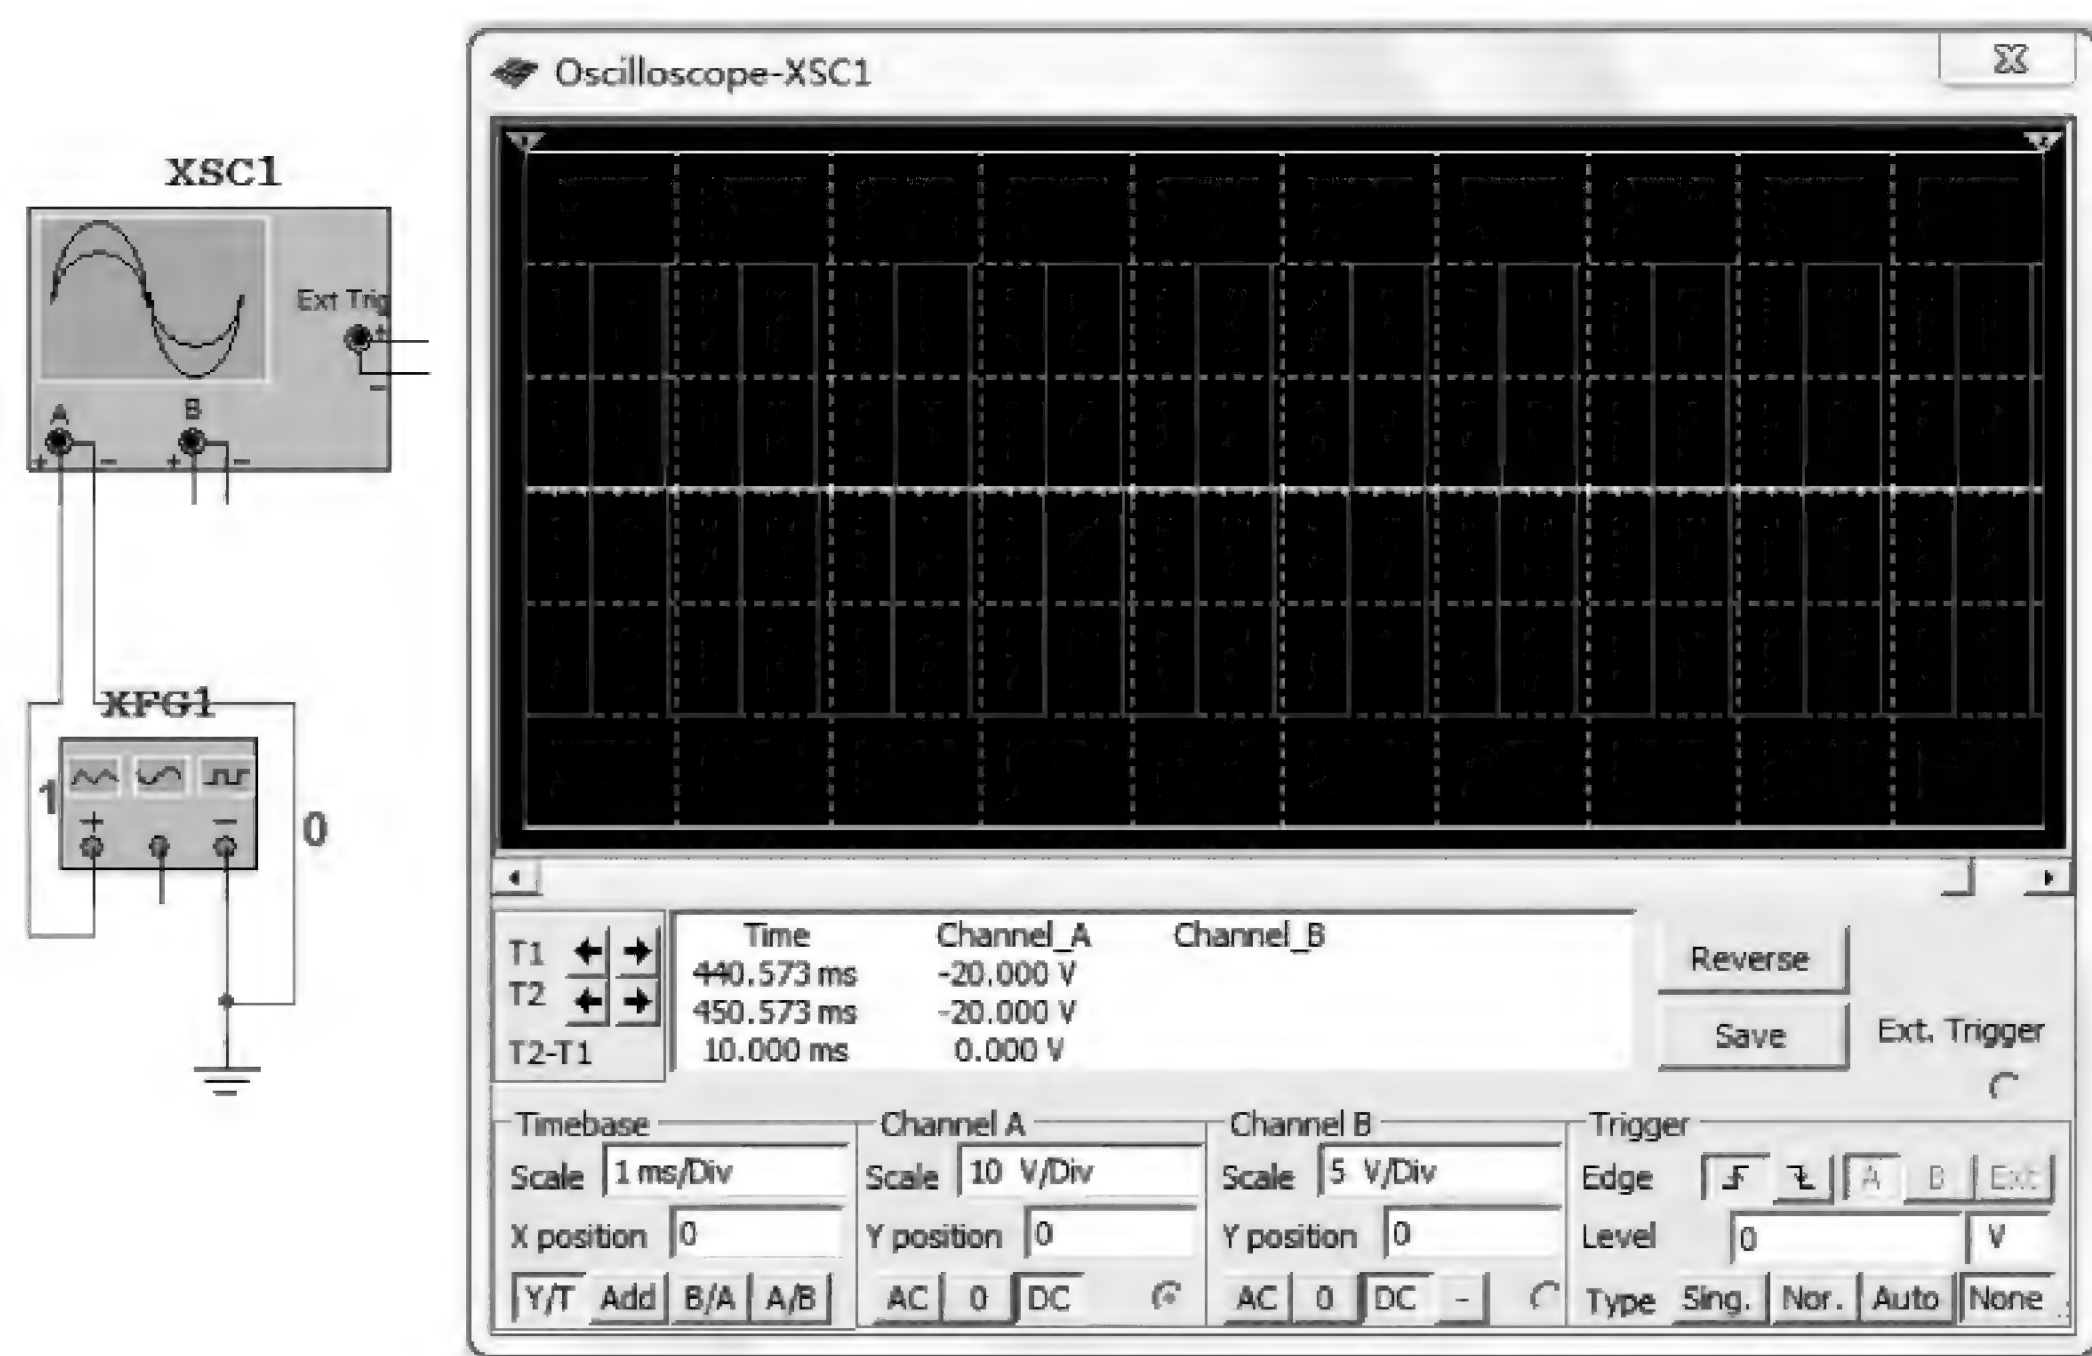 Oscilloscope-XSC1
XSC1
Ext Trig
+
−
A
B
+ − + −
XFG1
1
+ −
0
Time Channel_A Channel_B
T1 440.573 ms -20.000 V
T2 450.573 ms -20.000 V
T2-T1 10.000 ms 0.000 V
Reverse
Save
Ext. Trigger
Timebase
Scale 1 ms/Div
X position 0
Y/T Add B/A A/B
Channel A
Scale 10 V/Div
Y position 0
AC 0 DC
Channel B
Scale 5 V/Div
Y position 0
AC 0 DC -
Trigger
Edge A B Ext
Level 0 V
Type Sing. Nor. Auto None